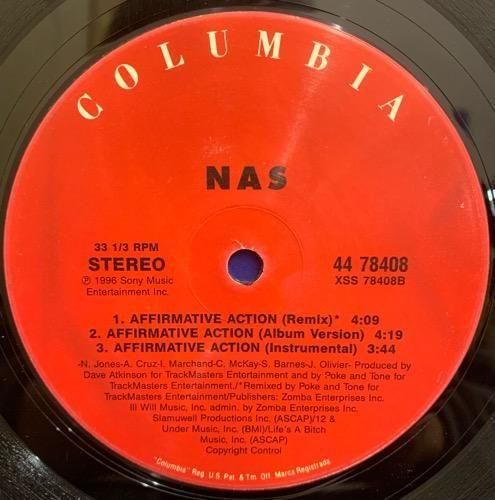 COLUMBIA
NAS
33 1/3 RPM
STEREO
℗ 1996 Sony Music
Entertainment Inc.
44 78408
XSS 78408B
1. AFFIRMATIVE ACTION (Remix)* 4:09
2. AFFIRMATIVE ACTION (Album Version) 4:19
3. AFFIRMATIVE ACTION (Instrumental) 3:44
-N. Jones-A. Cruz-I. Marchand-C. McKay-S. Barnes-J. Olivier- Produced by
Dave Atkinson for TrackMasters Entortainment and by Poke and Tone for
TrackMasters Entertainment./*Remixed by Poke and Tone for
TrackMasters Entertainment/Publishers: Zomba Enterprises Inc.
Ill Will Music, Inc. admin. by Zomba Enterprises Inc.
Slamuwell Productions Inc. (ASCAP)/12 &
Under Music, Inc. (BMI)/Life's A Bitch
Music, Inc. (ASCAP)
Copyright Control
"Columbia" Reg. U.S. Pat. & Tm. Off. Marca Registrada.